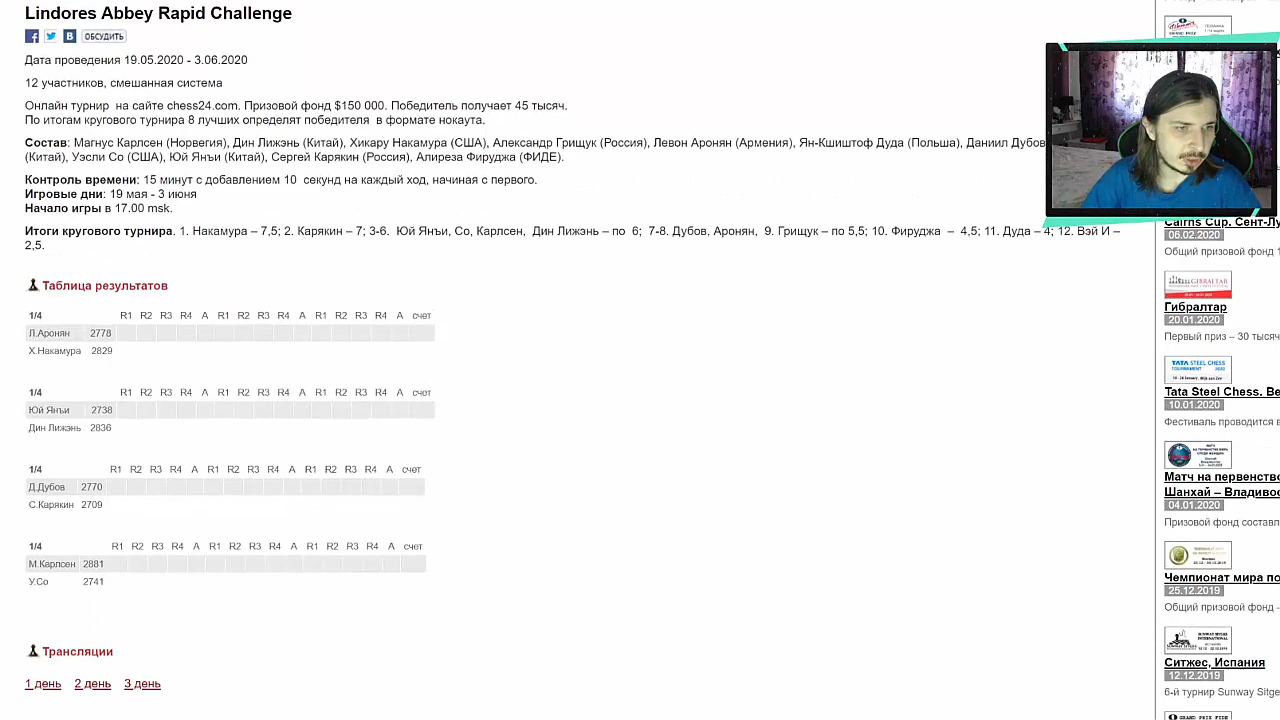 Lindores Abbey Rapid Challenge
ОБСУДИТЬ
Дата проведения 19.05.2020 - 3.06.2020
12 участников, смешанная система
Онлайн турнир на сайте chess24.com. Призовой фонд $150 000. Победитель получает 45 тысяч.
По итогам кругового турнира 8 лучших определят победителя в формате нокаута.
Состав: Магнус Карлсен (Норвегия), Дин Лижэнь (Китай), Хикару Накамура (США), Александр Грищук (Россия), Левон Аронян (Армения), Ян-Кшиштоф Дуда (Польша), Даниил Дубов
(Китай), Уэсли Со (США), Юй Янъи (Китай), Сергей Карякин (Россия), Алиреза Фируджа (ФИДЕ).
Контроль времени: 15 минут с добавлением 10 секунд на каждый ход, начиная с первого.
Игровые дни: 19 мая - 3 июня
Начало игры в 17.00 msk.
Итоги кругового турнира. 1. Накамура – 7,5; 2. Карякин – 7; 3-6. Юй Янъи, Со, Карлсен, Дин Лижэнь – по 6; 7-8. Дубов, Аронян, 9. Грищук – по 5,5; 10. Фируджа – 4,5; 11. Дуда – 4; 12. Вэй И –
2,5.
Таблица результатов
1/4 R1 R2 R3 R4 A R1 R2 R3 R4 A R1 R2 R3 R4 A счет
Л.Аронян 2778
Х.Накамура 2829
1/4 R1 R2 R3 R4 A R1 R2 R3 R4 A R1 R2 R3 R4 A счет
Юй Янъи 2738
Дин Лижэнь 2836
1/4 R1 R2 R3 R4 A R1 R2 R3 R4 A R1 R2 R3 R4 A счет
Д.Дубов 2770
С.Карякин 2709
1/4 R1 R2 R3 R4 A R1 R2 R3 R4 A R1 R2 R3 R4 A счет
М.Карлсен 2881
У.Со 2741
Трансляции
1 день 2 день 3 день
Cairns Cup. Сент-Лу
06.02.2020
Общий призовой фонд 1
GIBRALTAR
Гибралтар
20.01.2020
Первый приз – 30 тысяч
TATA STEEL CHESS
TOURNAMENT 2020
Tata Steel Chess. Ве
10.01.2020
Фестиваль проводится в
Матч на первенство
Шанхай – Владивос
04.01.2020
Призовой фонд состав
Чемпионат мира по
25.12.2019
Общий призовой фонд -
Ситжес, Испания
12.12.2019
6-й турнир Sunway Sitge
GRAND PRIX FIDE